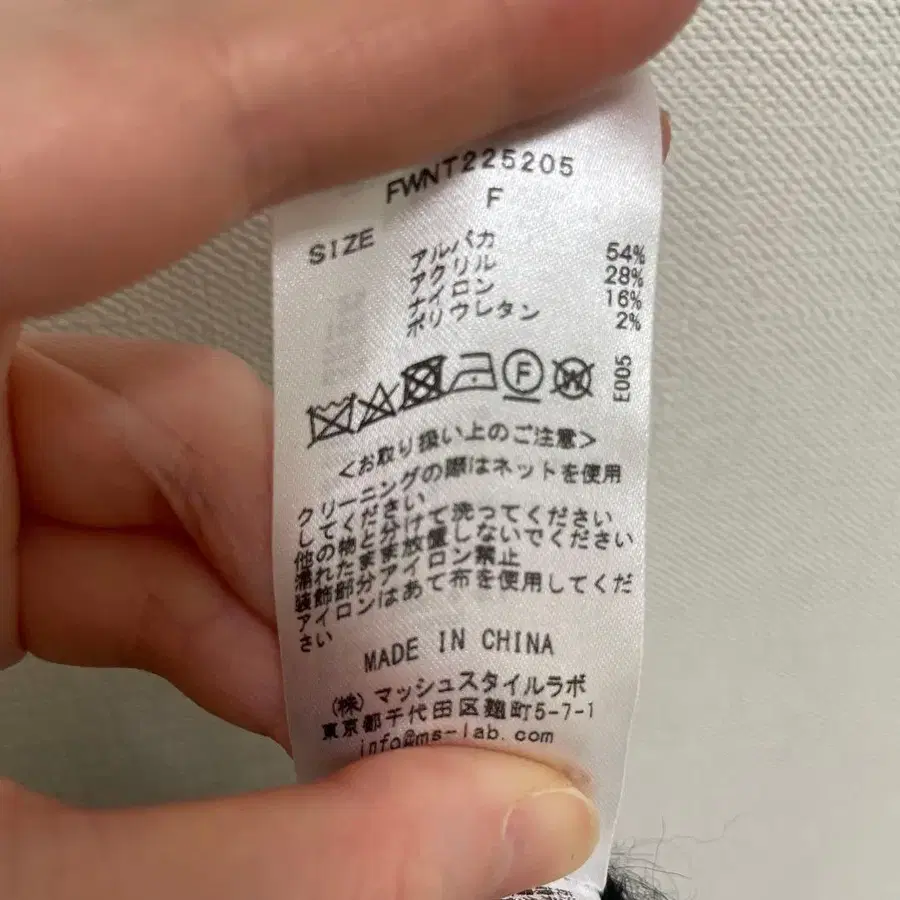 FWNT225205
SIZE F
アルパカ 54%
アクリル 28%
ナイロン 16%
ポリウレタン 2%
F W E005
<お取り扱い上のご注意>
クリーニングの際はネットを使用
してください
他の物と分けて洗ってください
濡れたまま放置しないでください
装飾部分アイロン禁止
アイロンはあて布を使用してくだ
さい
MADE IN CHINA
(株)マッシュスタイルラボ
東京都千代田区麹町5-7-1
info@ms-lab.com